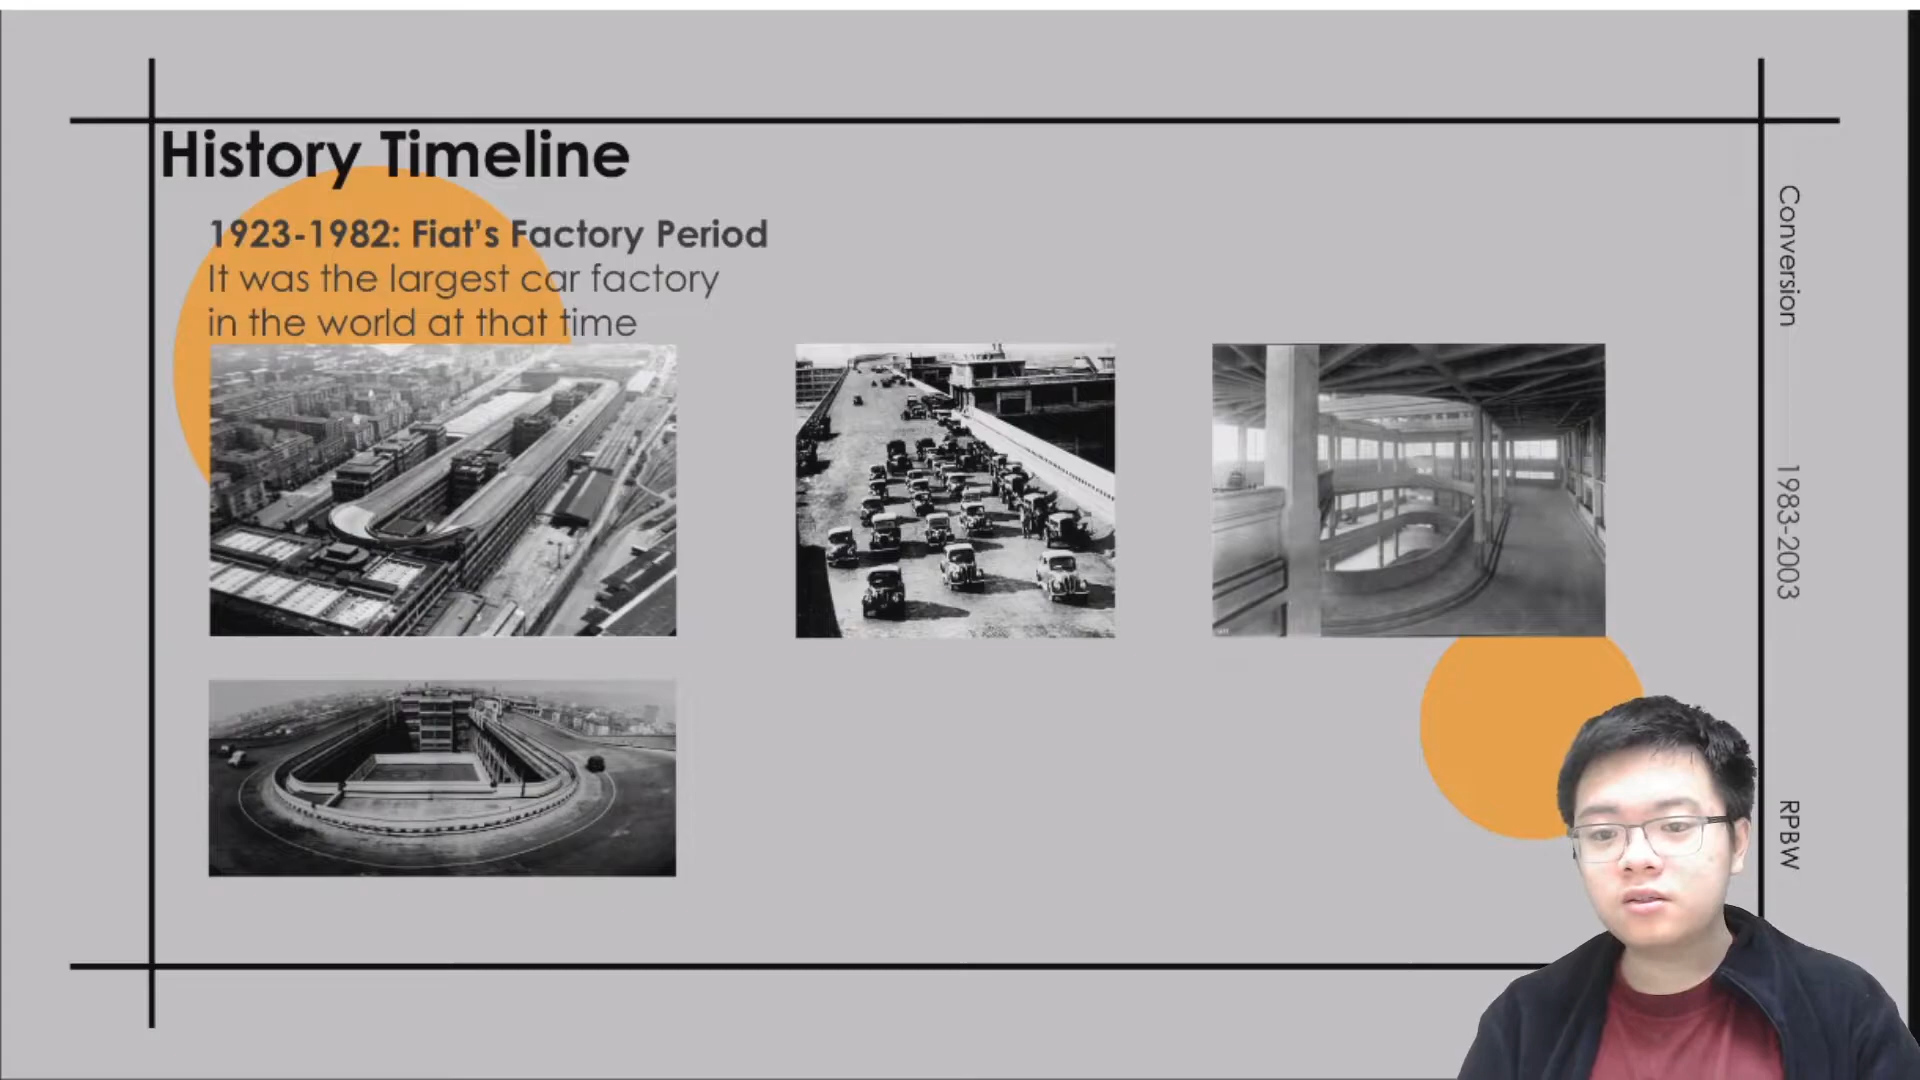 History Timeline
1923-1982: Fiat's Factory Period
It was the largest car factory
in the world at that time
Conversion
1983-2003
RPBW